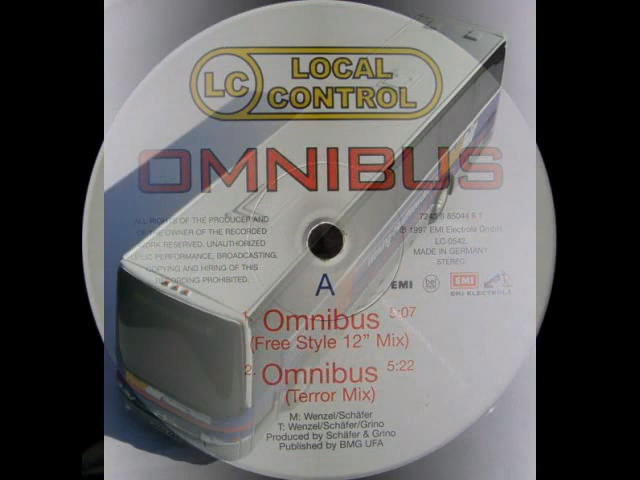 LC LOCAL
CONTROL
OMNIBUS
ALL RIGHTS OF THE PRODUCER AND
OF THE OWNER OF THE RECORDED
WORK RESERVED. UNAUTHORIZED
PUBLIC PERFORMANCE, BROADCASTING,
COPYING AND HIRING OF THIS
RECORDING PROHIBITED.
℗ 1997 EMI Electrola GmbH
LC-0542
MADE IN GERMANY
STEREO
A
EMI
EMI
EMI ELECTROLA
1. Omnibus 5:07
(Free Style 12" Mix)
2. Omnibus 5:22
(Terror Mix)
M: Wenzel/Schäfer
T: Wenzel/Schäfer/Grino
Produced by Schäfer & Grino
Published by BMG UFA